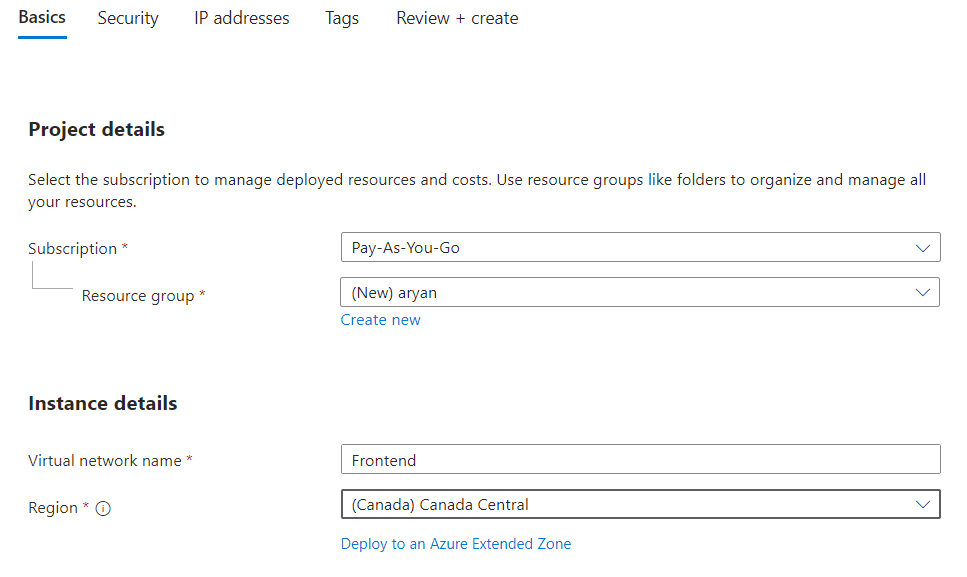 Basics Security IP addresses Tags Review + create
Project details
Select the subscription to manage deployed resources and costs. Use resource groups like folders to organize and manage all
your resources.
Subscription * Pay-As-You-Go
Resource group * (New) aryan
Create new
Instance details
Virtual network name * Frontend
Region * (Canada) Canada Central
Deploy to an Azure Extended Zone